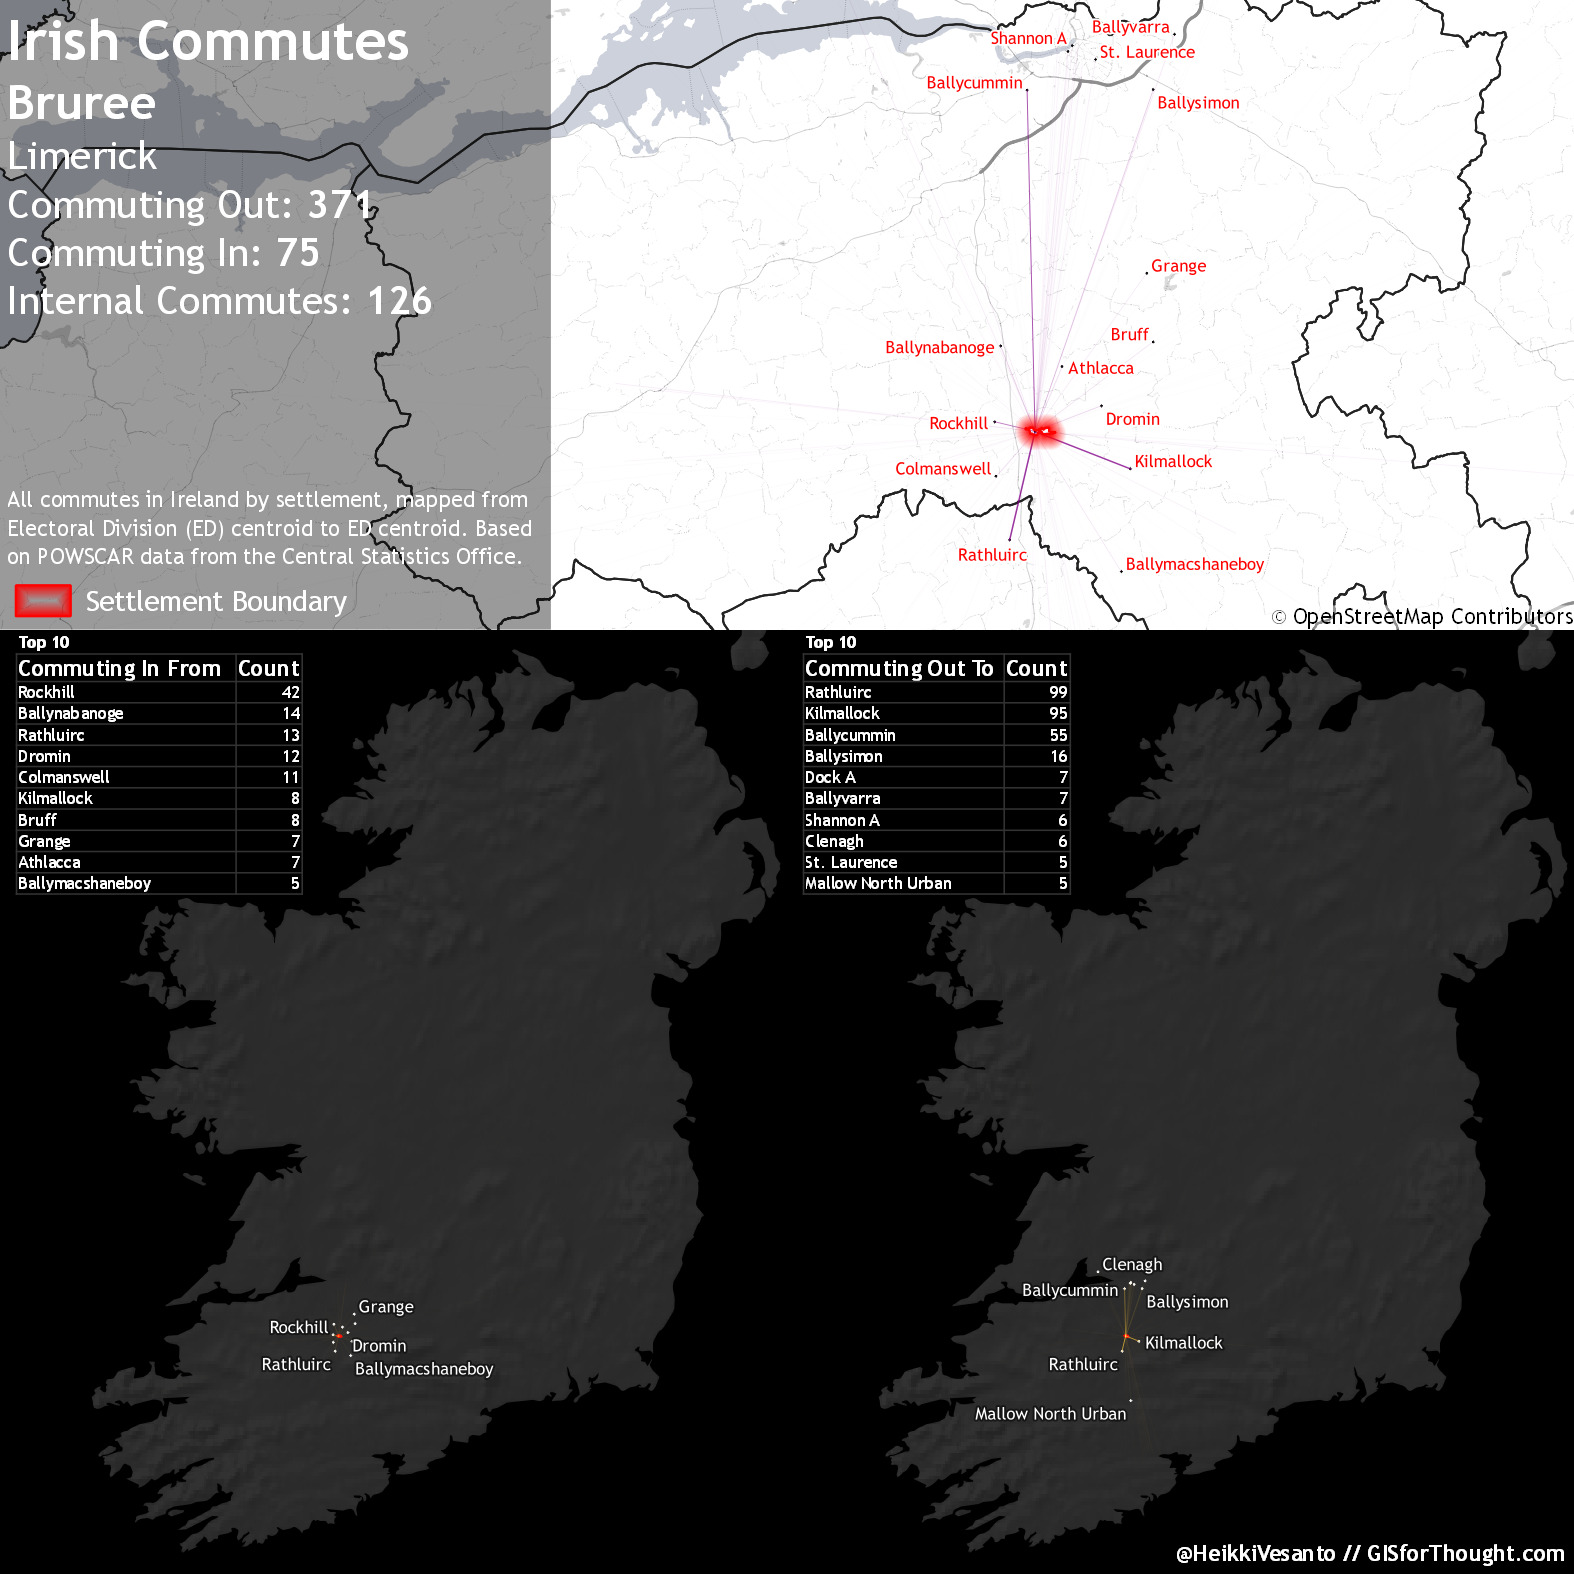 Irish Commutes
Bruree
Limerick
Commuting Out: 371
Commuting In: 75
Internal Commutes: 126
All commutes in Ireland by settlement, mapped from
Electoral Division (ED) centroid to ED centroid. Based
on POWSCAR data from the Central Statistics Office.
Settlement Boundary
Ballyvarra
Shannon A
St. Laurence
Ballycummin
Ballysimon
Grange
Bruff
Ballynabanoge
Athlacca
Dromin
Rockhill
Kilmallock
Colmanswell
Rathluirc
Ballymacshaneboy
© OpenStreetMap Contributors
Top 10
Commuting In From Count
Rockhill 42
Ballynabanoge 14
Rathluirc 13
Dromin 12
Colmanswell 11
Kilmallock 8
Bruff 8
Grange 7
Athlacca 7
Ballymacshaneboy 5
Grange
Rockhill
Dromin
Rathluirc
Ballymacshaneboy
Top 10
Commuting Out To Count
Rathluirc 99
Kilmallock 95
Ballycummin 55
Ballysimon 16
Dock A 7
Ballyvarra 7
Shannon A 6
Clenagh 6
St. Laurence 5
Mallow North Urban 5
Clenagh
Ballycummin
Ballysimon
Kilmallock
Rathluirc
Mallow North Urban
@HeikkiVesanto // GISforThought.com